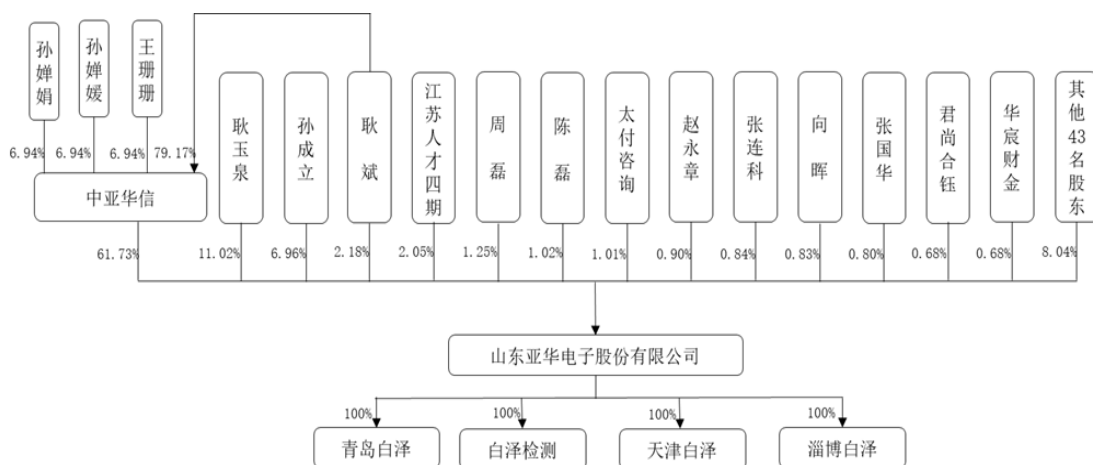 孙婵娟
孙婵媛
王珊珊
6.94%
6.94%
6.94%
79.17%
中亚华信
耿玉泉
孙成立
耿斌
江苏人才四期
周磊
陈磊
太付咨询
赵永章
张连科
向晖
张国华
君尚合钰
华宸财金
其他43名股东
61.73%
11.02%
6.96%
2.18%
2.05%
1.25%
1.02%
1.01%
0.90%
0.84%
0.83%
0.80%
0.68%
0.68%
8.04%
山东亚华电子股份有限公司
100%
100%
100%
100%
青岛白泽
白泽检测
天津白泽
淄博白泽